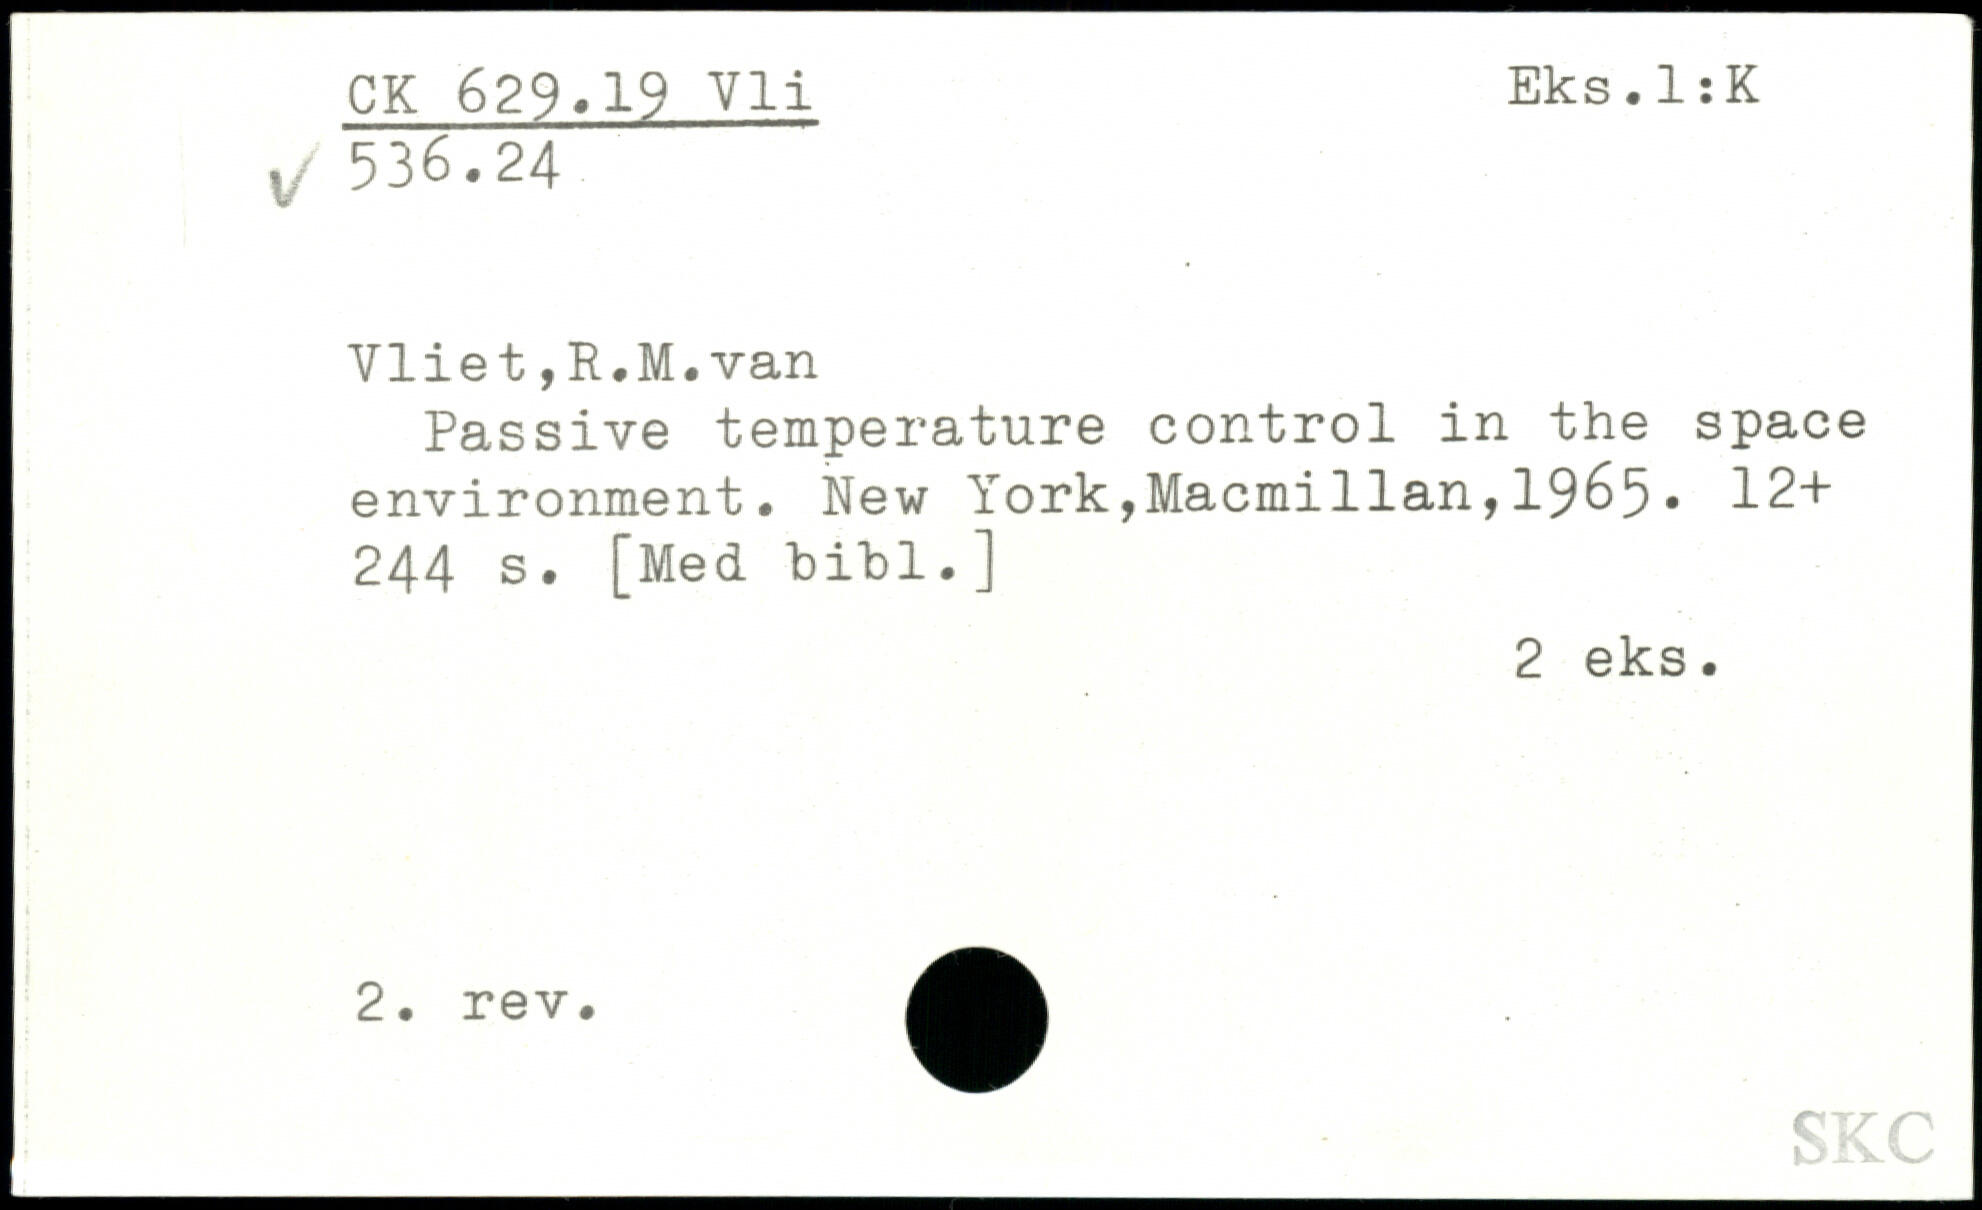 CK 629.19 Vli
Eks.1:K
✓ 536.24
Vliet,R.M.van
Passive temperature control in the space
environment. New York,Macmillan,1965. 12+
244 s. [Med bibl.]
2 eks.
2. rev.
SKC